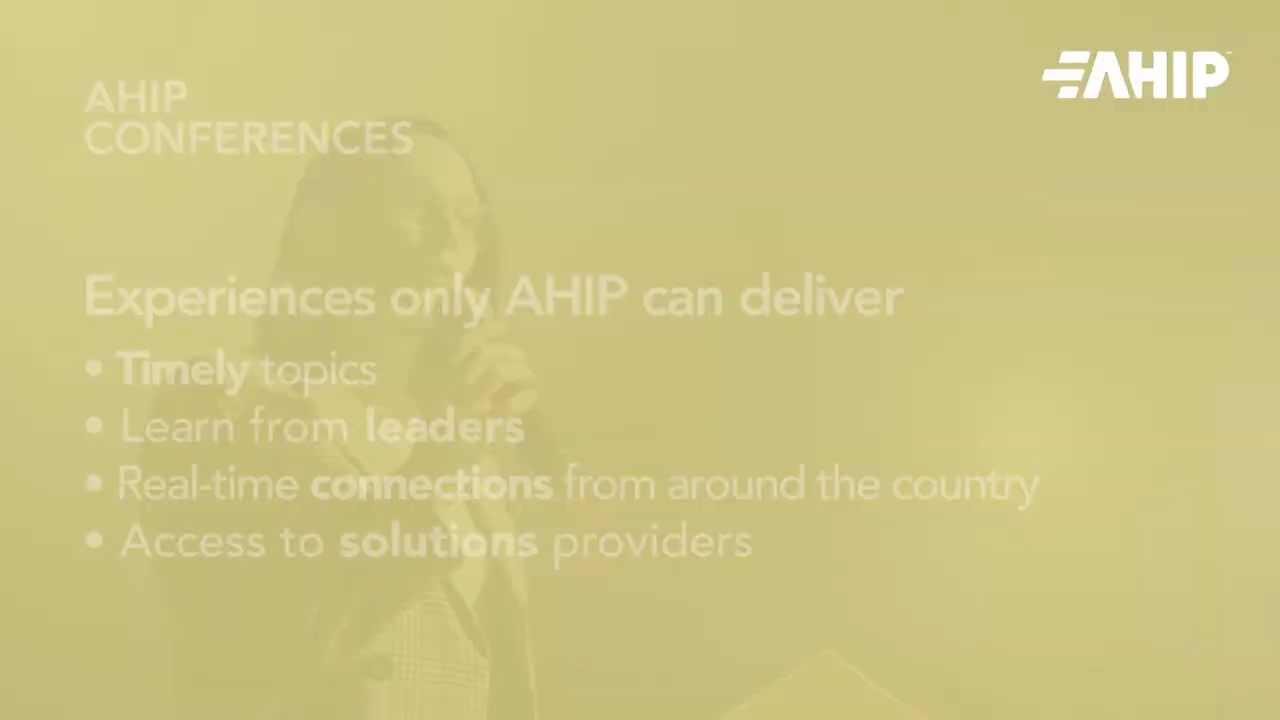 AHIP
AHIP
CONFERENCES
Experiences only AHIP can deliver
• Timely topics
• Learn from leaders
• Real-time connections from around the country
• Access to solutions providers